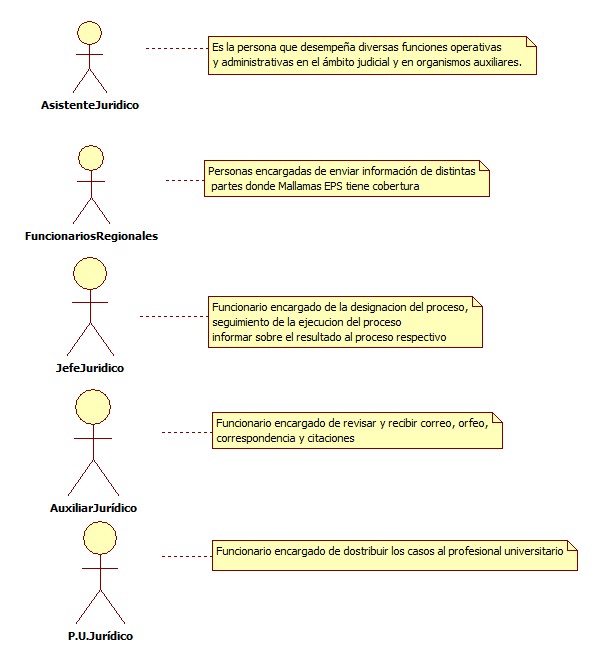 Es la persona que desempeña diversas funciones operativas
y administrativas en el ámbito judicial y en organismos auxiliares.
AsistenteJuridico
Personas encargadas de enviar información de distintas
partes donde Mallamas EPS tiene cobertura
FuncionariosRegionales
Funcionario encargado de la designacion del proceso,
seguimiento de la ejecucion del proceso
informar sobre el resultado al proceso respectivo
JefeJuridico
Funcionario encargado de revisar y recibir correo, orfeo,
correspondencia y citaciones
AuxiliarJurídico
Funcionario encargado de dostribuir los casos al profesional universitario
P.U.Jurídico